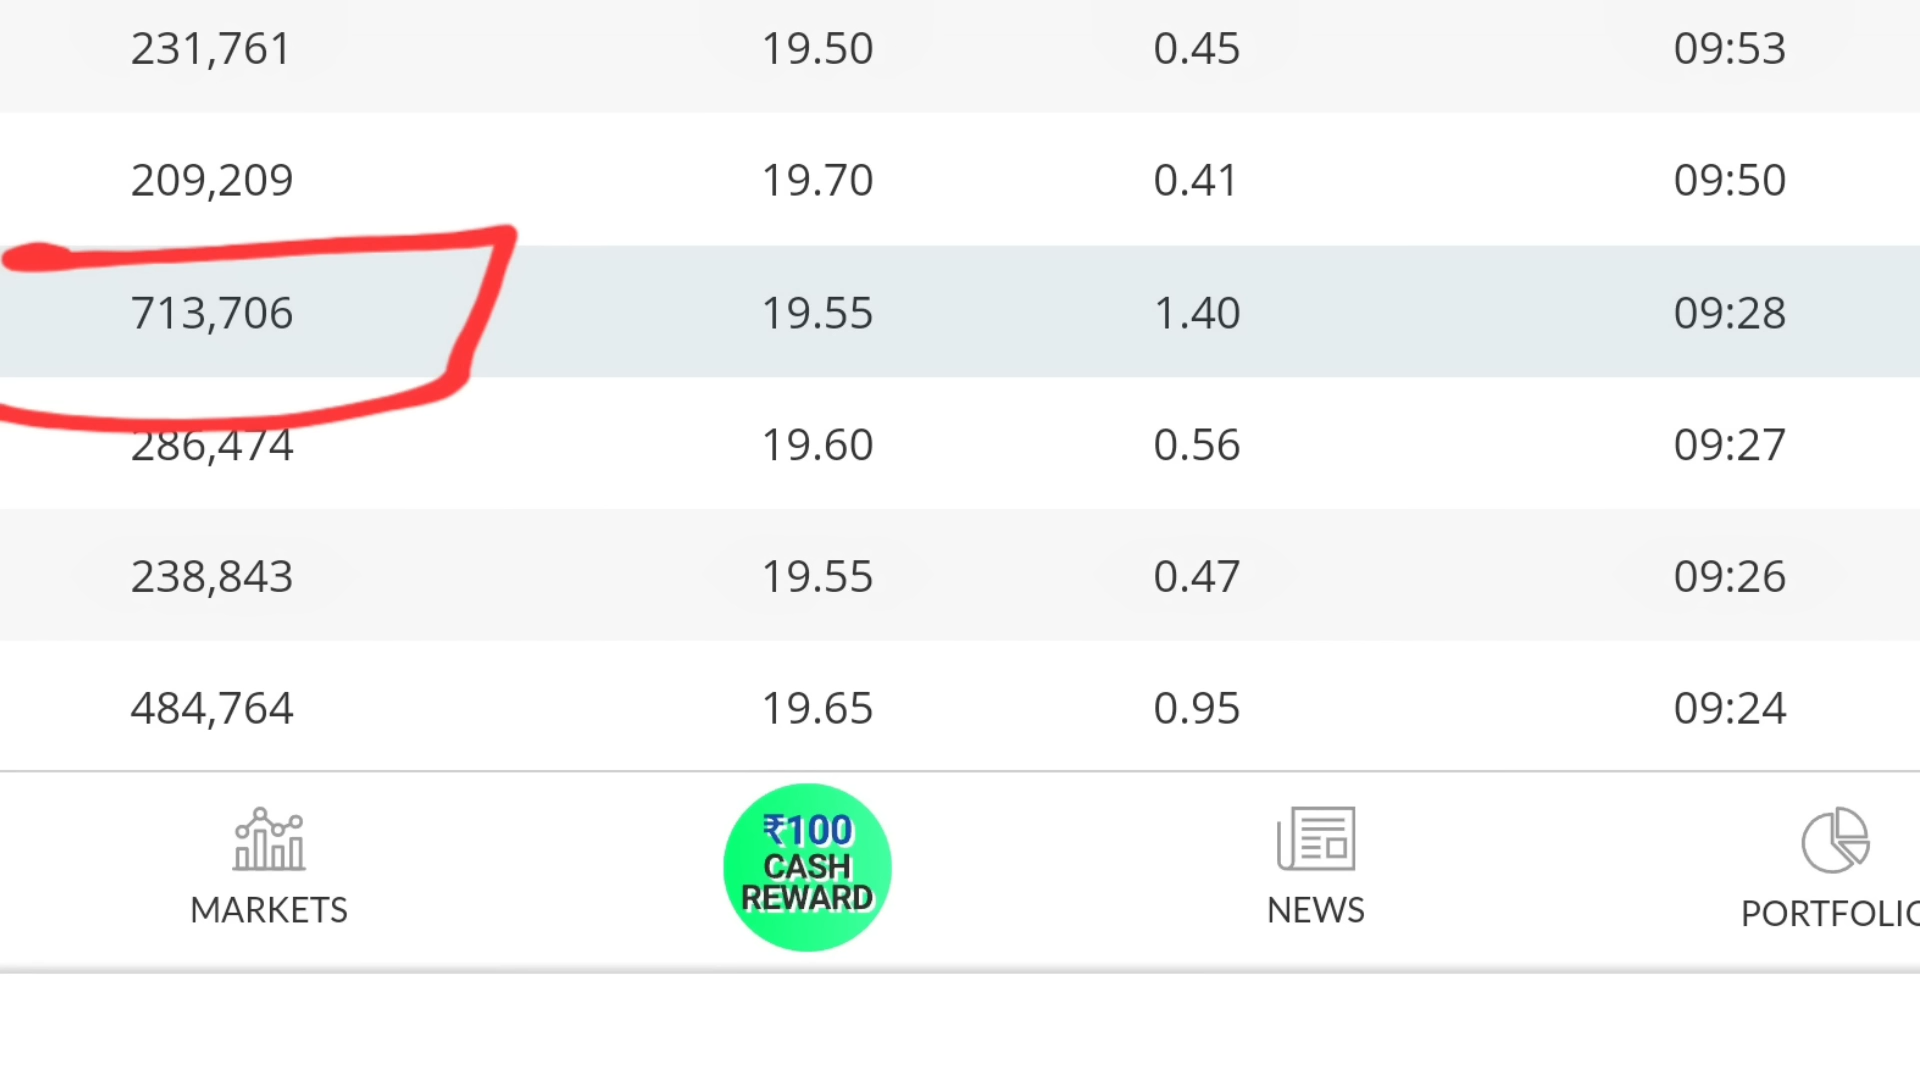 231,761 19.50 0.45 09:53
209,209 19.70 0.41 09:50
713,706 19.55 1.40 09:28
286,474 19.60 0.56 09:27
238,843 19.55 0.47 09:26
484,764 19.65 0.95 09:24
₹100
CASH
REWARD
MARKETS NEWS PORTFOLIO